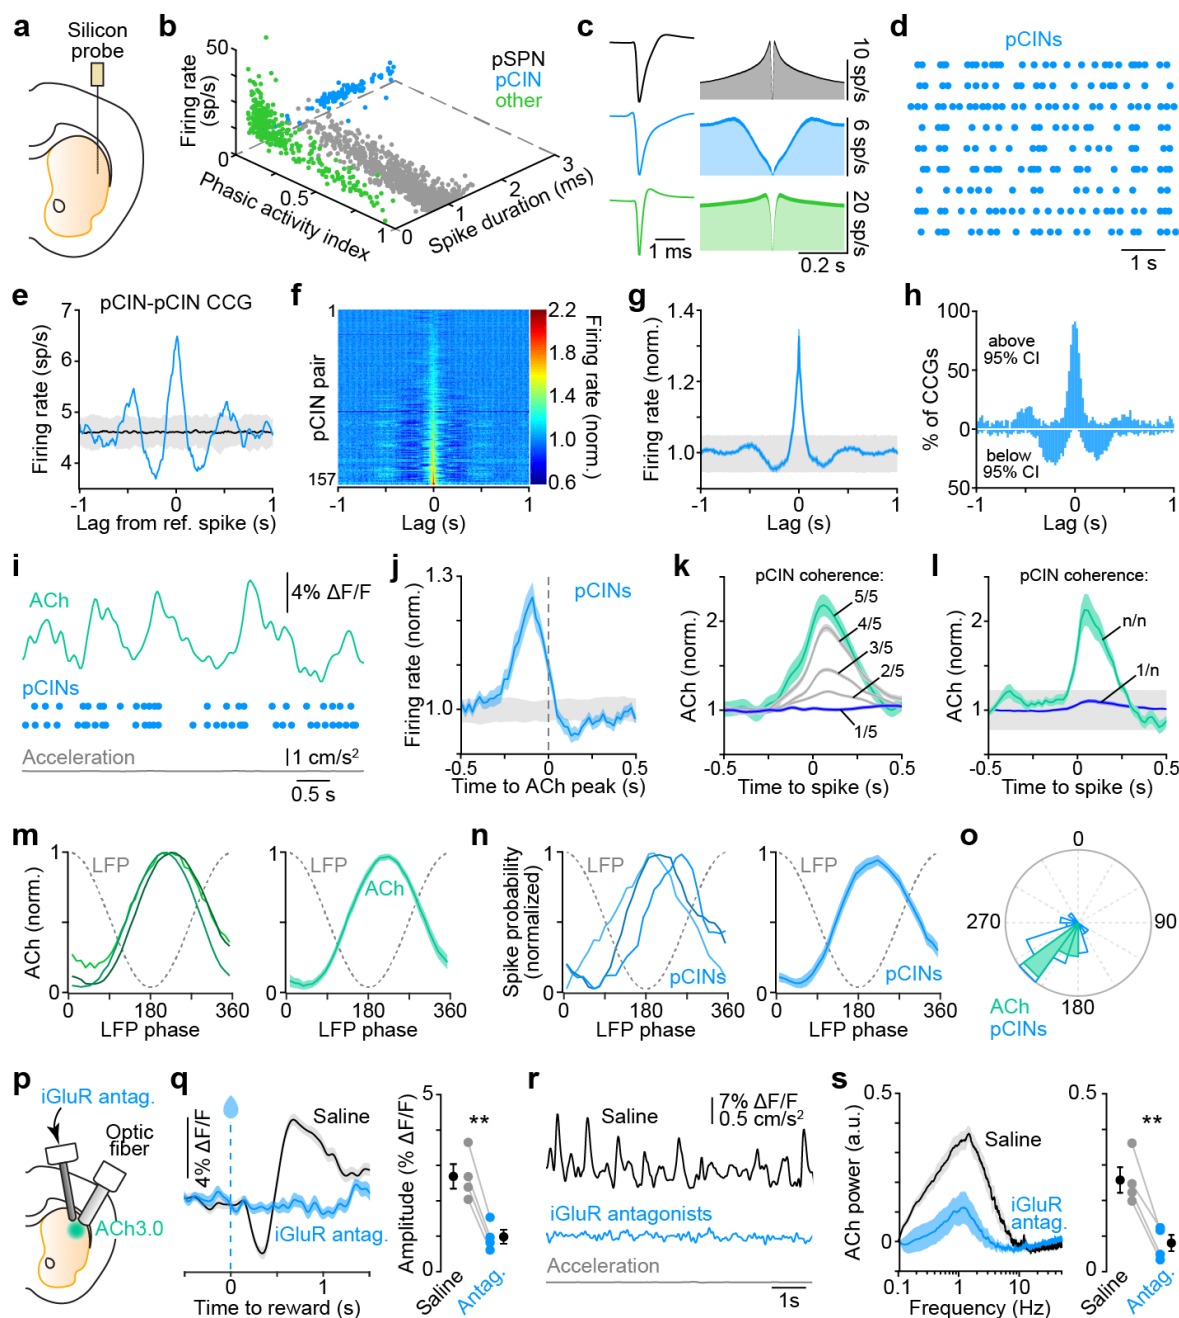 a
Silicon
probe
b
Firing rate
(sp/s)
50
0
pSPN
pCIN
other
Phasic activity index
0.5
1
0
1
2
3
Spike duration (ms)
c
10 sp/s
6 sp/s
20 sp/s
1 ms
0.2 s
d
pCINs
1 s
e
pCIN-pCIN CCG
Firing rate (sp/s)
7
6
5
4
-1
0
1
Lag from ref. spike (s)
f
pCIN pair
1
157
-1
0
1
Lag (s)
2.2
1.8
1.4
1.0
0.6
Firing rate (norm.)
g
Firing rate (norm.)
1.4
1.2
1.0
-1
0
1
Lag (s)
h
% of CCGs
100
50
0
50
above
95% CI
below
95% CI
-1
0
1
Lag (s)
i
ACh
4% ΔF/F
pCINs
Acceleration
1 cm/s²
0.5 s
j
Firing rate (norm.)
1.3
1.0
pCINs
-0.5
0
0.5
Time to ACh peak (s)
k
pCIN coherence:
ACh (norm.)
2
1
5/5
4/5
3/5
2/5
1/5
-0.5
0
0.5
Time to spike (s)
l
pCIN coherence:
ACh (norm.)
2
1
n/n
1/n
-0.5
0
0.5
Time to spike (s)
m
ACh (norm.)
1
0
LFP
0
180
360
LFP phase
1
0
LFP
ACh
0
180
360
LFP phase
n
Spike probability
(normalized)
1
0
LFP
pCINs
0
180
360
LFP phase
1
0
LFP
pCINs
0
180
360
LFP phase
o
0
90
180
270
ACh
pCINs
p
iGluR antag.
Optic
fiber
ACh3.0
q
4% ΔF/F
Saline
iGluR antag.
0
1
Time to reward (s)
Amplitude (% ΔF/F)
5
0
**
Saline
Antag.
r
Saline
7% ΔF/F
0.5 cm/s²
iGluR antagonists
Acceleration
1s
s
ACh power (a.u.)
0.5
0
Saline
iGluR
antag.
0.1
1
10
Frequency (Hz)
0.5
0
**
Saline
Antag.